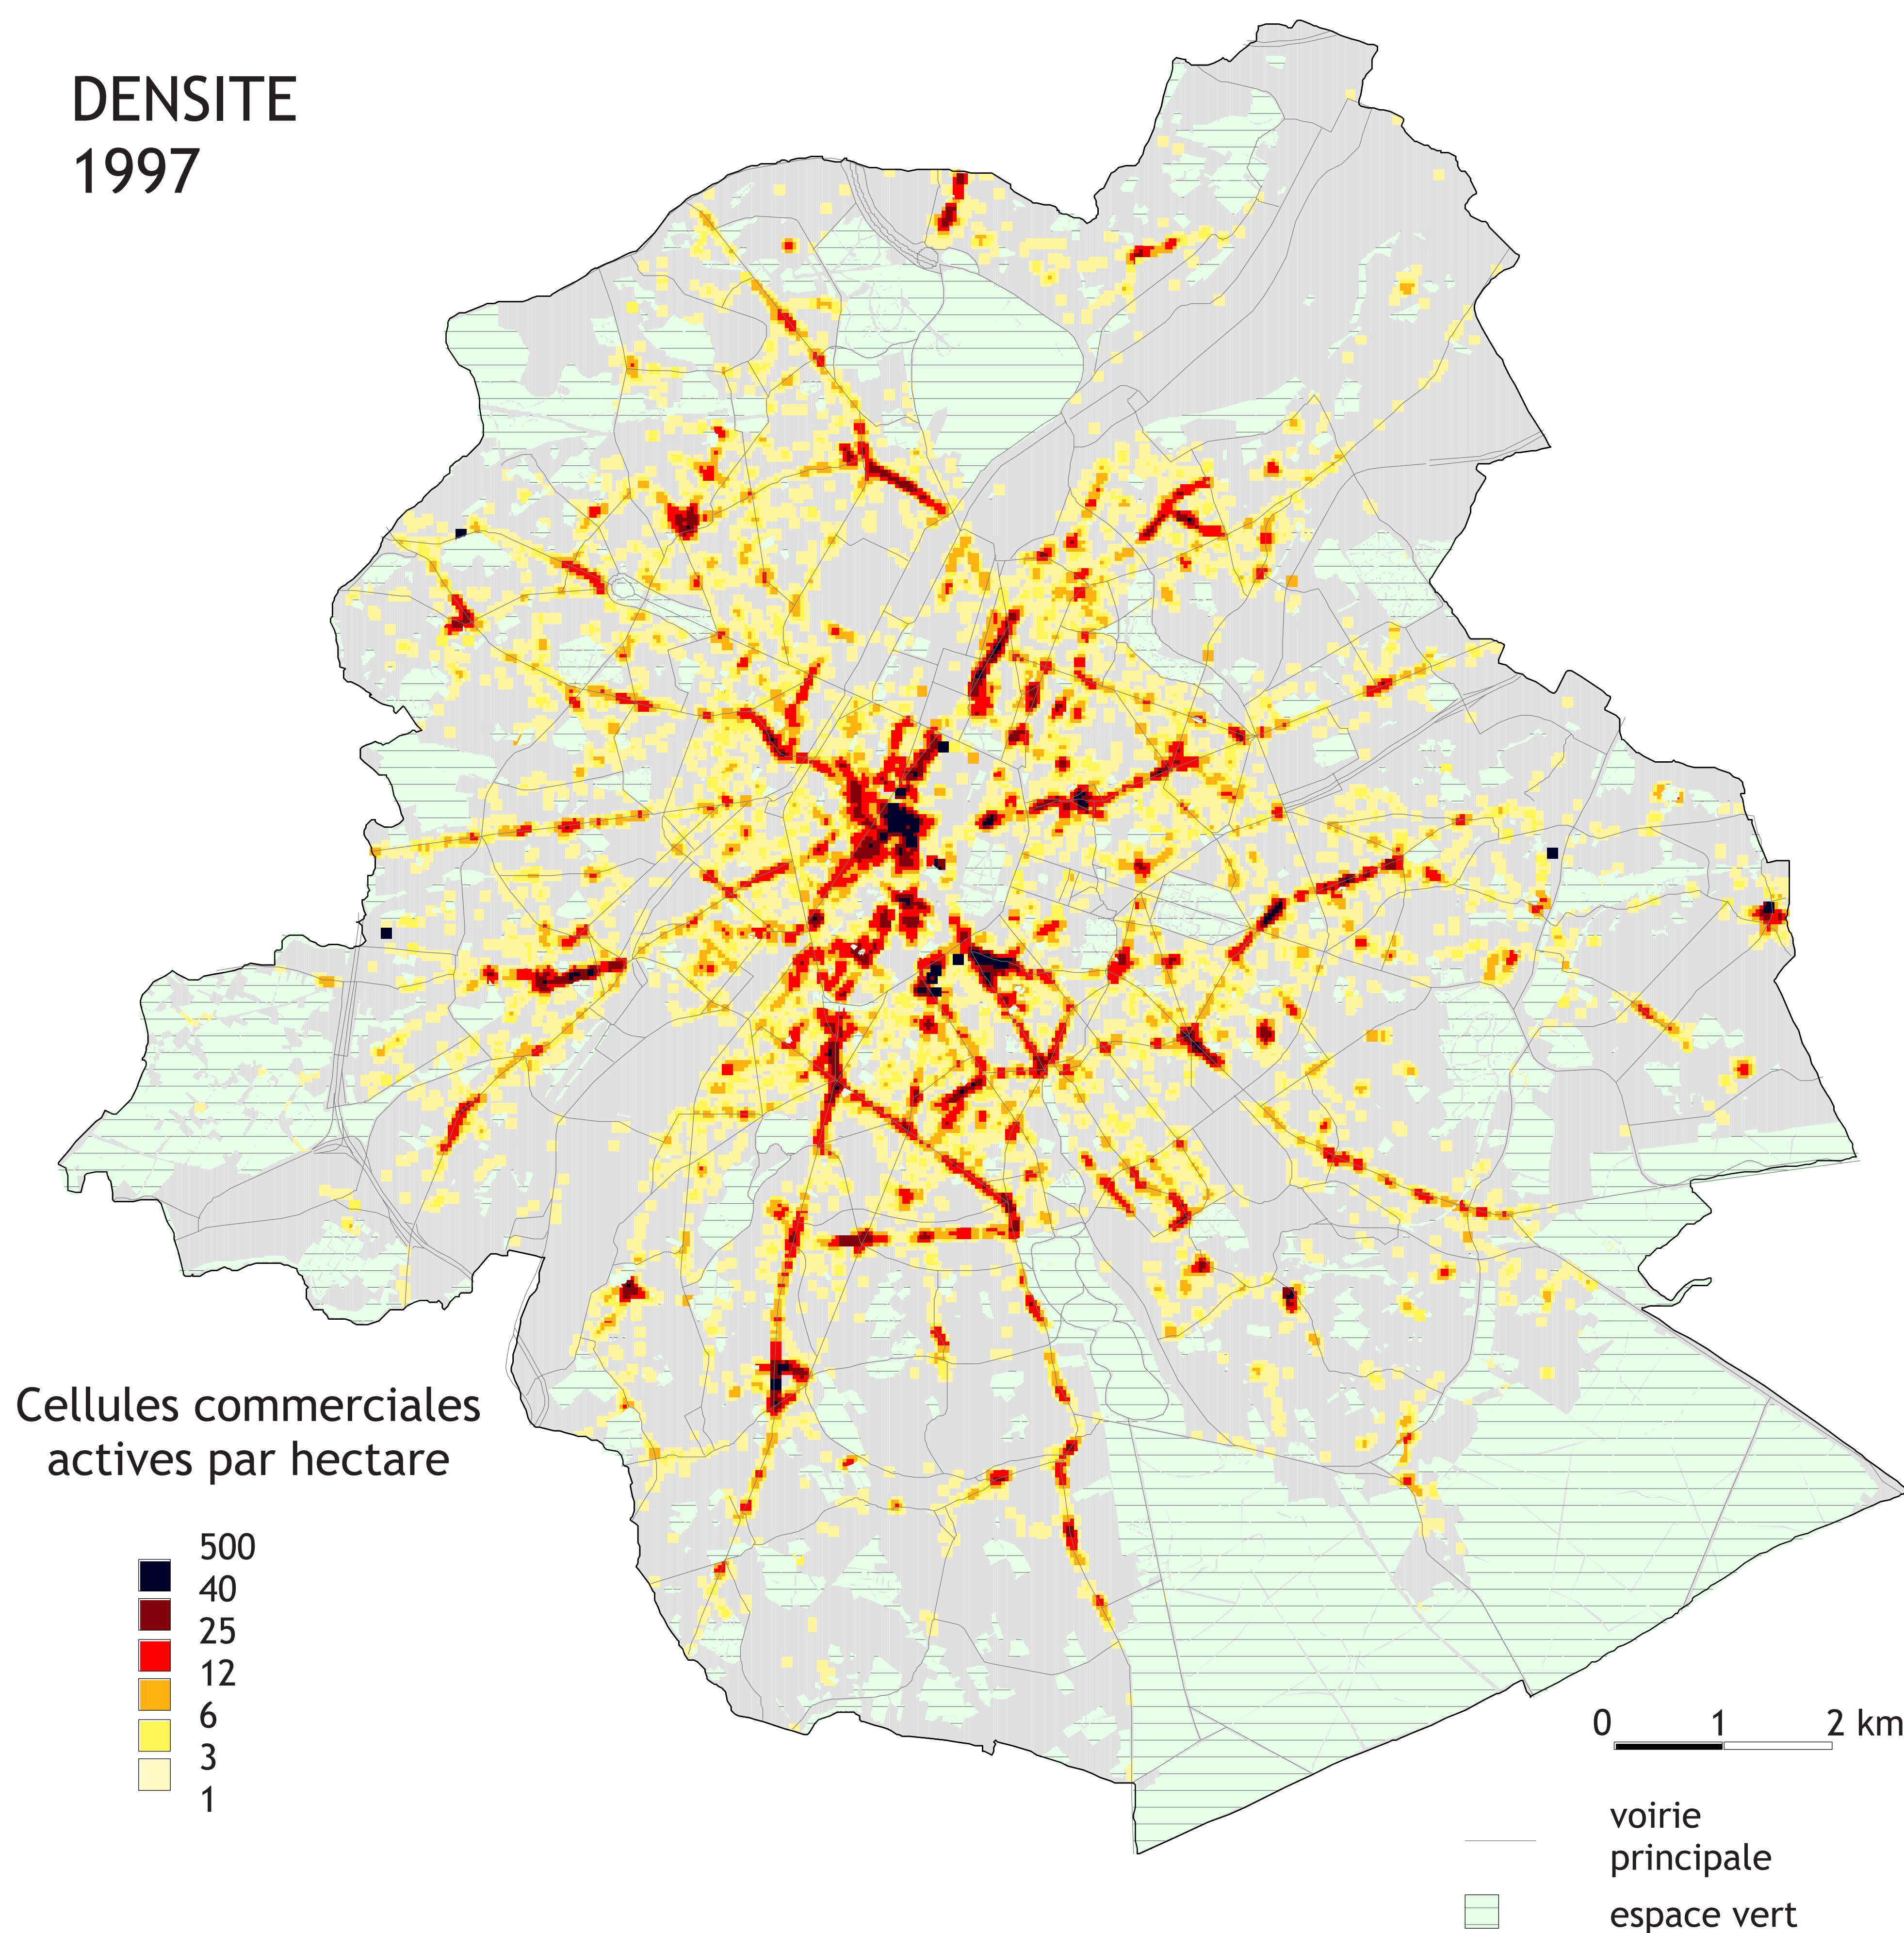 DENSITE
1997
Cellules commerciales
actives par hectare
500
40
25
12
6
3
1
0 1 2 km
voirie
principale
espace vert